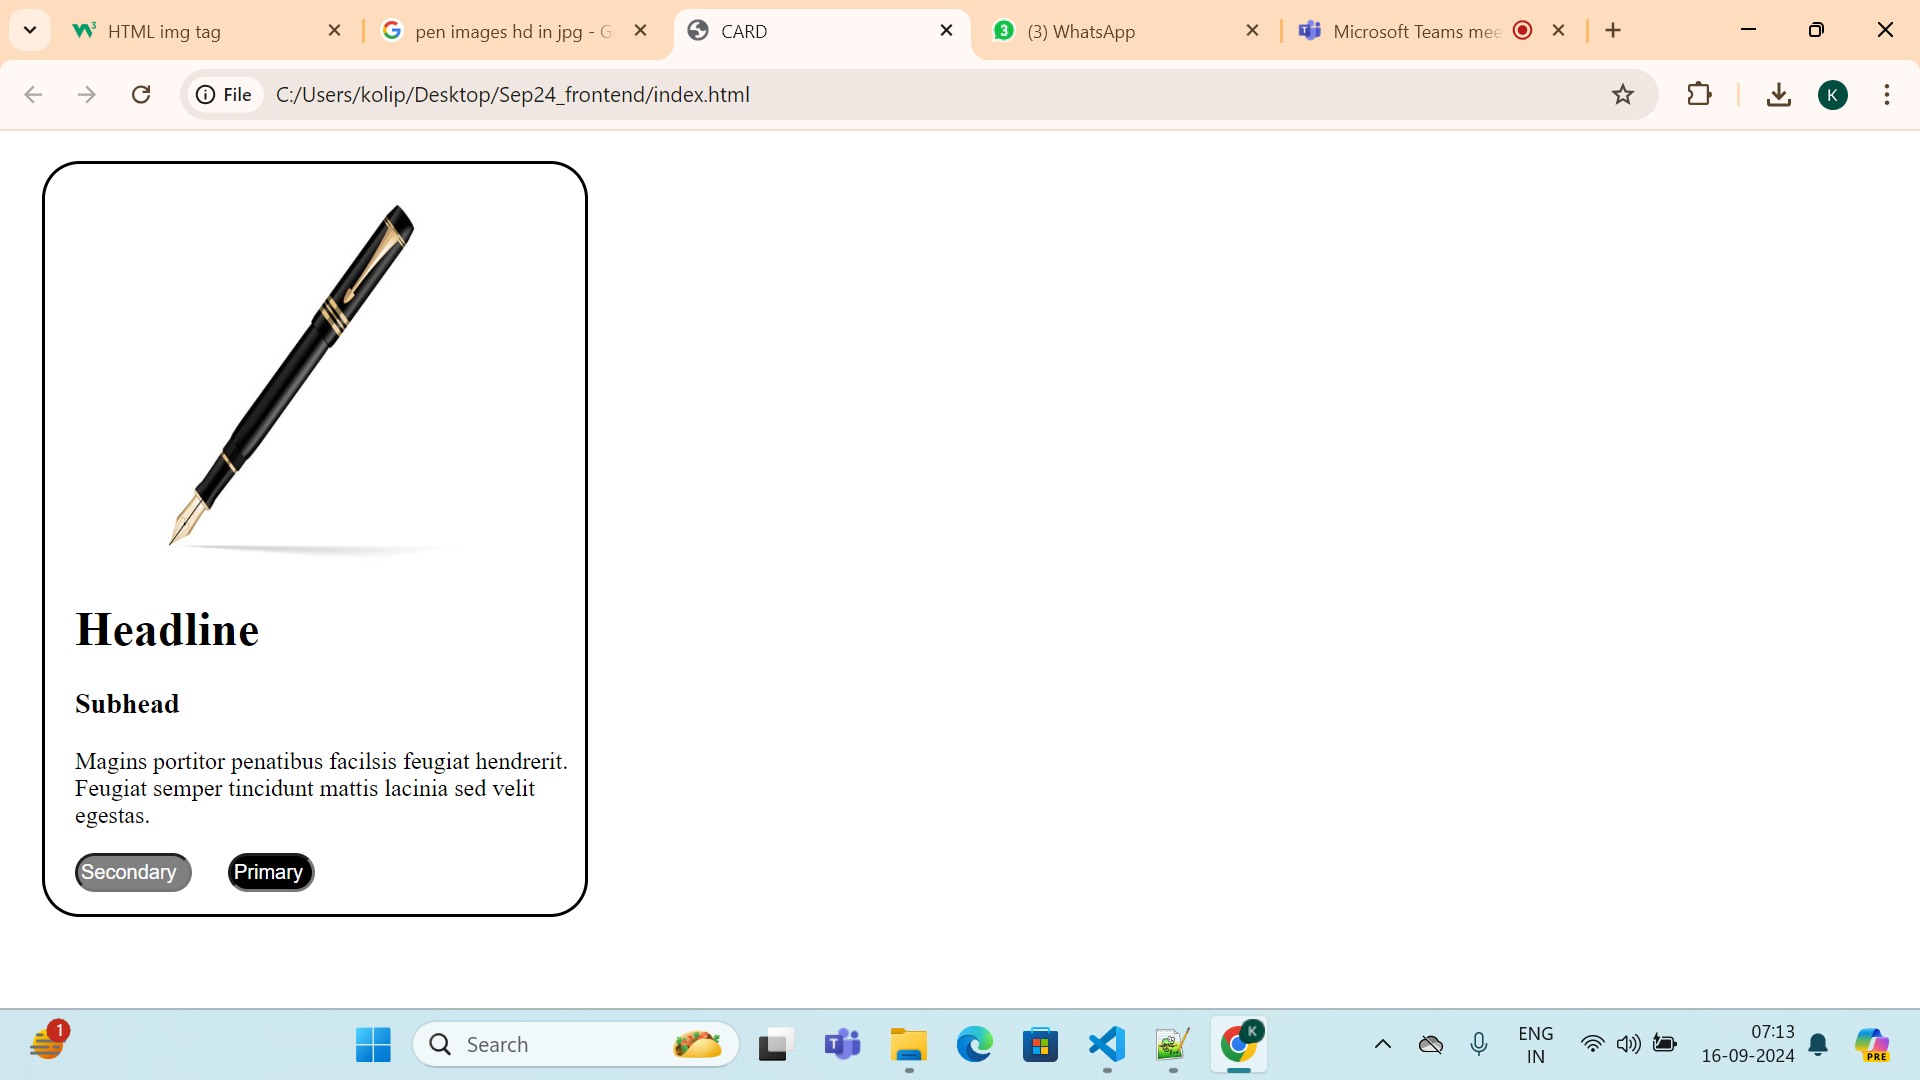 HTML img tag
pen images hd in jpg - G
CARD
3
(3) WhatsApp
Microsoft Teams mee
File
C:/Users/kolip/Desktop/Sep24_frontend/index.html
K
Headline
Subhead
Magins portitor penatibus facilsis feugiat hendrerit.
Feugiat semper tincidunt mattis lacinia sed velit
egestas.
Secondary
Primary
1
Search
K
ENG
IN
07:13
16-09-2024
PRE